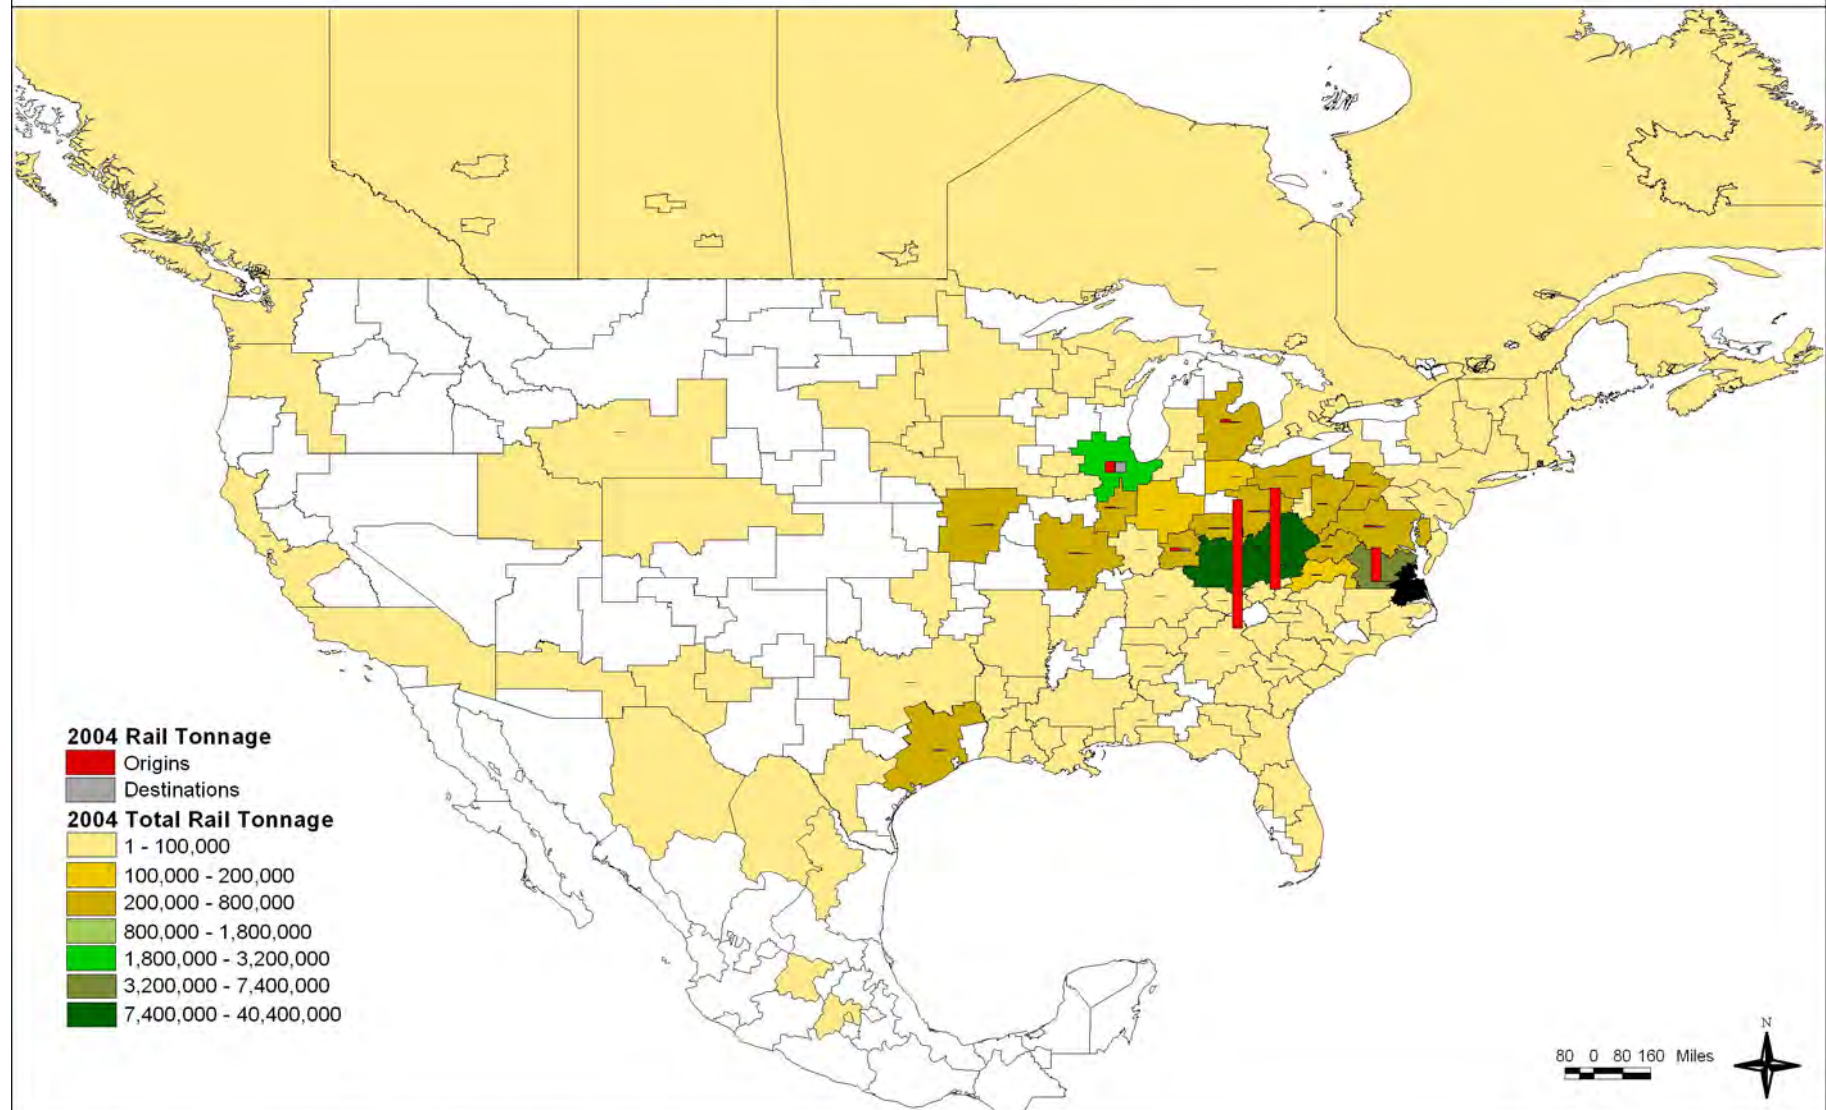 2004 Rail Tonnage
Origins
Destinations
2004 Total Rail Tonnage
1 - 100,000
100,000 - 200,000
200,000 - 800,000
800,000 - 1,800,000
1,800,000 - 3,200,000
3,200,000 - 7,400,000
7,400,000 - 40,400,000
N
80 0 80 160 Miles